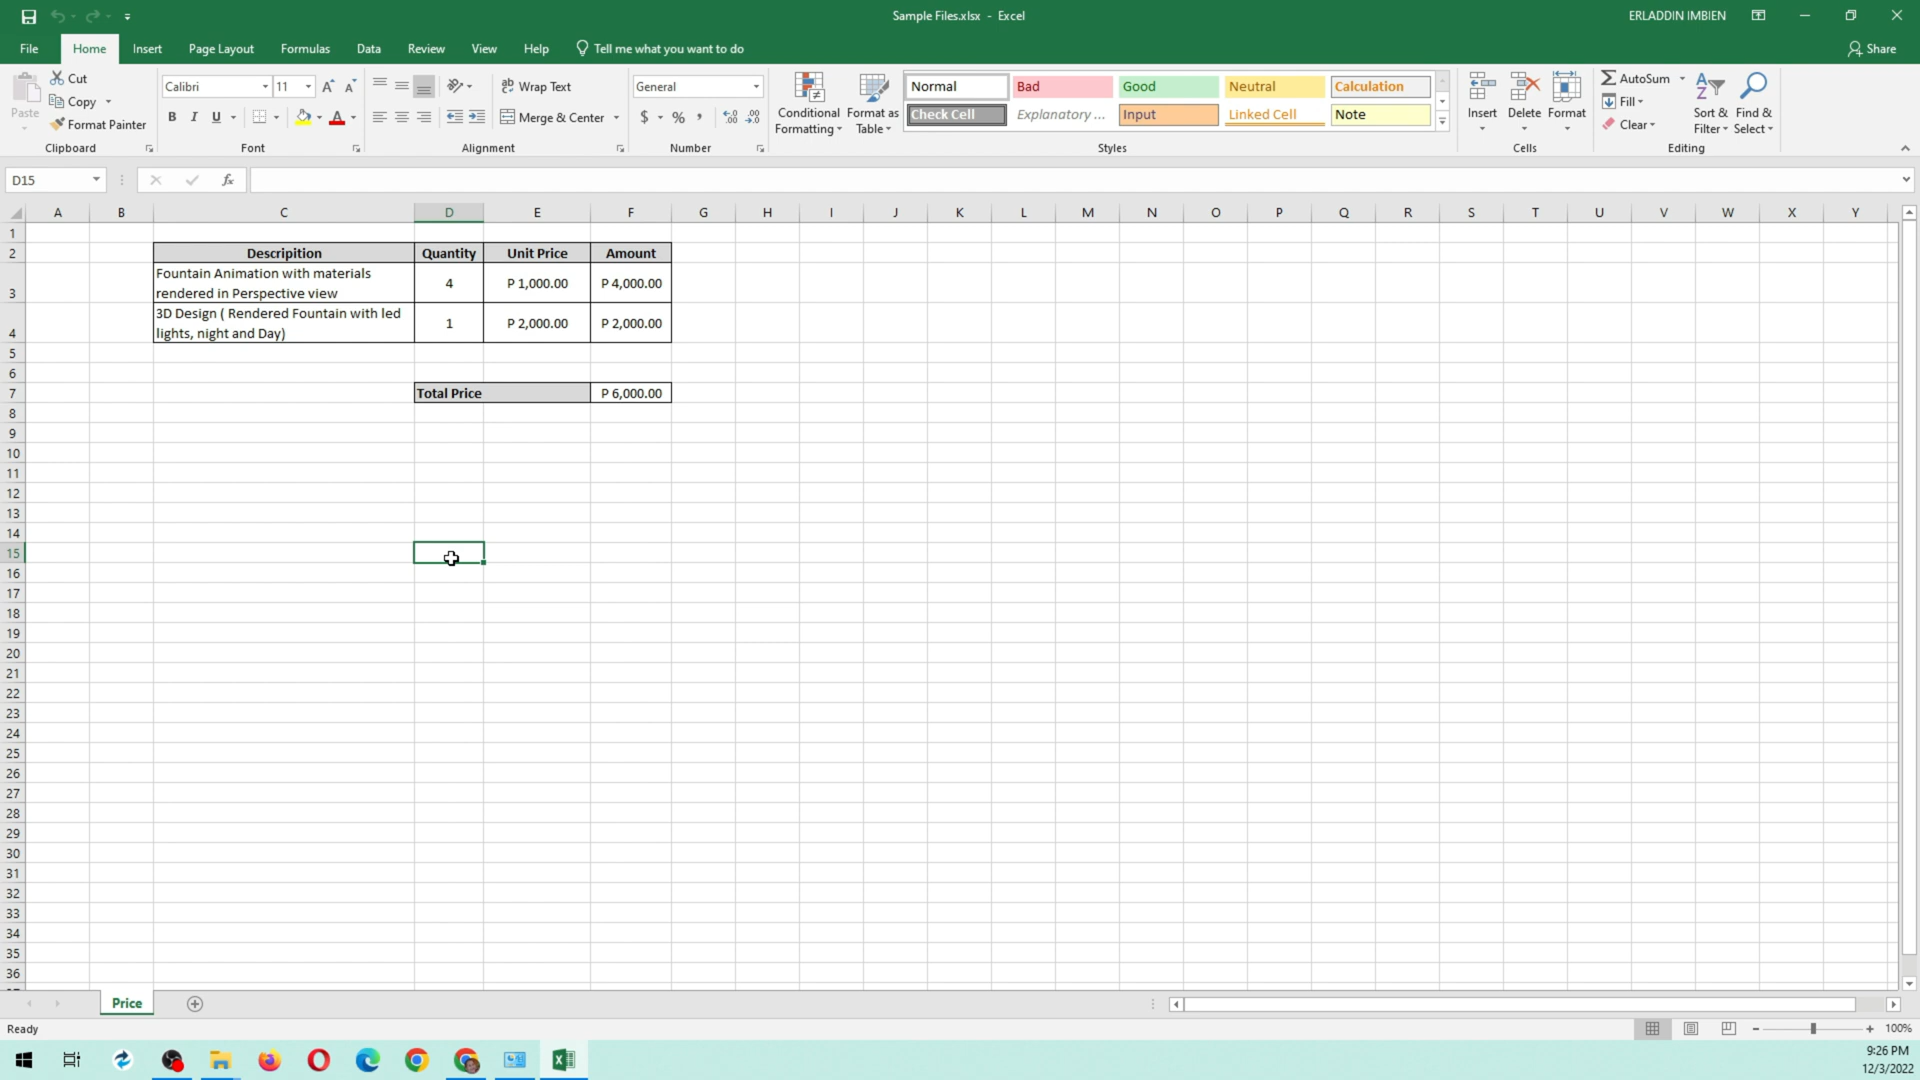 Sample Files.xlsx - Excel
ERLADDIN IMBIEN
File Home Insert Page Layout Formulas Data Review View Help Tell me what you want to do Share
Paste
Cut
Copy
Format Painter
Clipboard
Calibri 11
B I U
Font
Wrap Text
Merge & Center
Alignment
General
$ % ,
Number
Conditional
Formatting
Format as
Table
Normal Bad Good Neutral Calculation
Check Cell Explanatory ... Input Linked Cell Note
Styles
Insert Delete Format
Cells
AutoSum
Fill
Clear
Sort &
Filter
Find &
Select
Editing
D15 fx
A B C D E F G H I J K L M N O P Q R S T U V W X Y
1
2 Descripition Quantity Unit Price Amount
3 Fountain Animation with materials
rendered in Perspective view 4 P 1,000.00 P 4,000.00
4 3D Design ( Rendered Fountain with led
lights, night and Day) 1 P 2,000.00 P 2,000.00
5
6
7 Total Price P 6,000.00
8
9
10
11
12
13
14
15
16
17
18
19
20
21
22
23
24
25
26
27
28
29
30
31
32
33
34
35
36
Price
Ready
100%
9:26 PM
12/3/2022